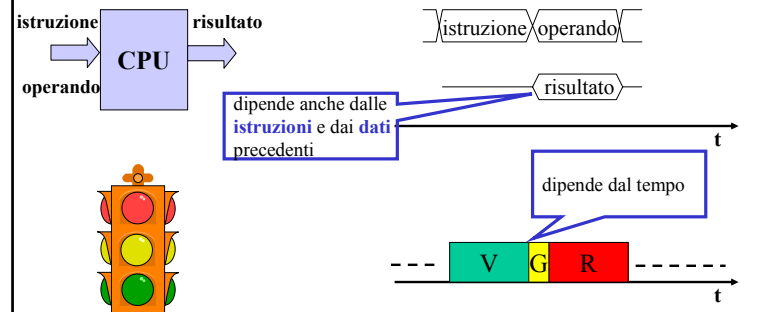 istruzione
risultato
CPU
operando
istruzione operando
risultato
dipende anche dalle
istruzioni e dai dati
precedenti
t
dipende dal tempo
V G R
t